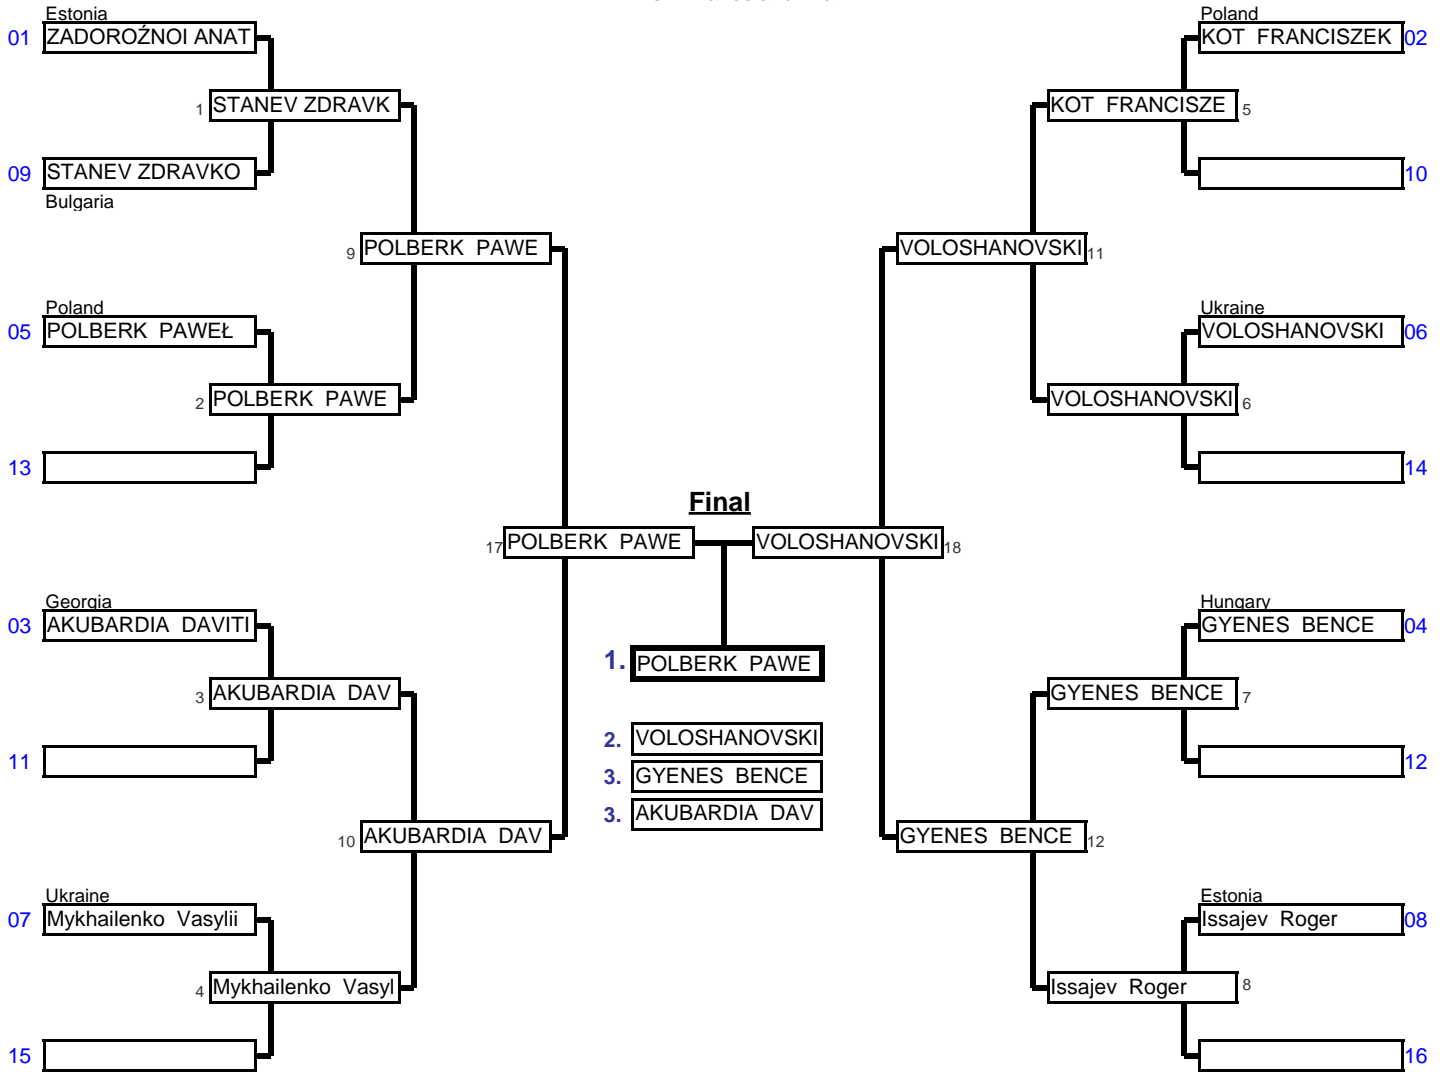 Estonia
01 ZADOROŹNOI ANAT
1 STANEV ZDRAVK
09 STANEV ZDRAVKO
Bulgaria
9 POLBERK PAWE
Poland
05 POLBERK PAWEŁ
2 POLBERK PAWE
13
Final
17 POLBERK PAWE
VOLOSHANOVSKI 18
Georgia
03 AKUBARDIA DAVITI
3 AKUBARDIA DAV
11
10 AKUBARDIA DAV
Ukraine
07 Mykhailenko Vasylii
4 Mykhailenko Vasyl
15
1. POLBERK PAWE
2. VOLOSHANOVSKI
3. GYENES BENCE
3. AKUBARDIA DAV
Poland
KOT FRANCISZEK 02
KOT FRANCISZE 5
10
VOLOSHANOVSKI 11
Ukraine
VOLOSHANOVSKI 06
VOLOSHANOVSKI 6
14
Hungary
GYENES BENCE 04
GYENES BENCE 7
12
GYENES BENCE 12
Estonia
Issajev Roger 08
Issajev Roger 8
16